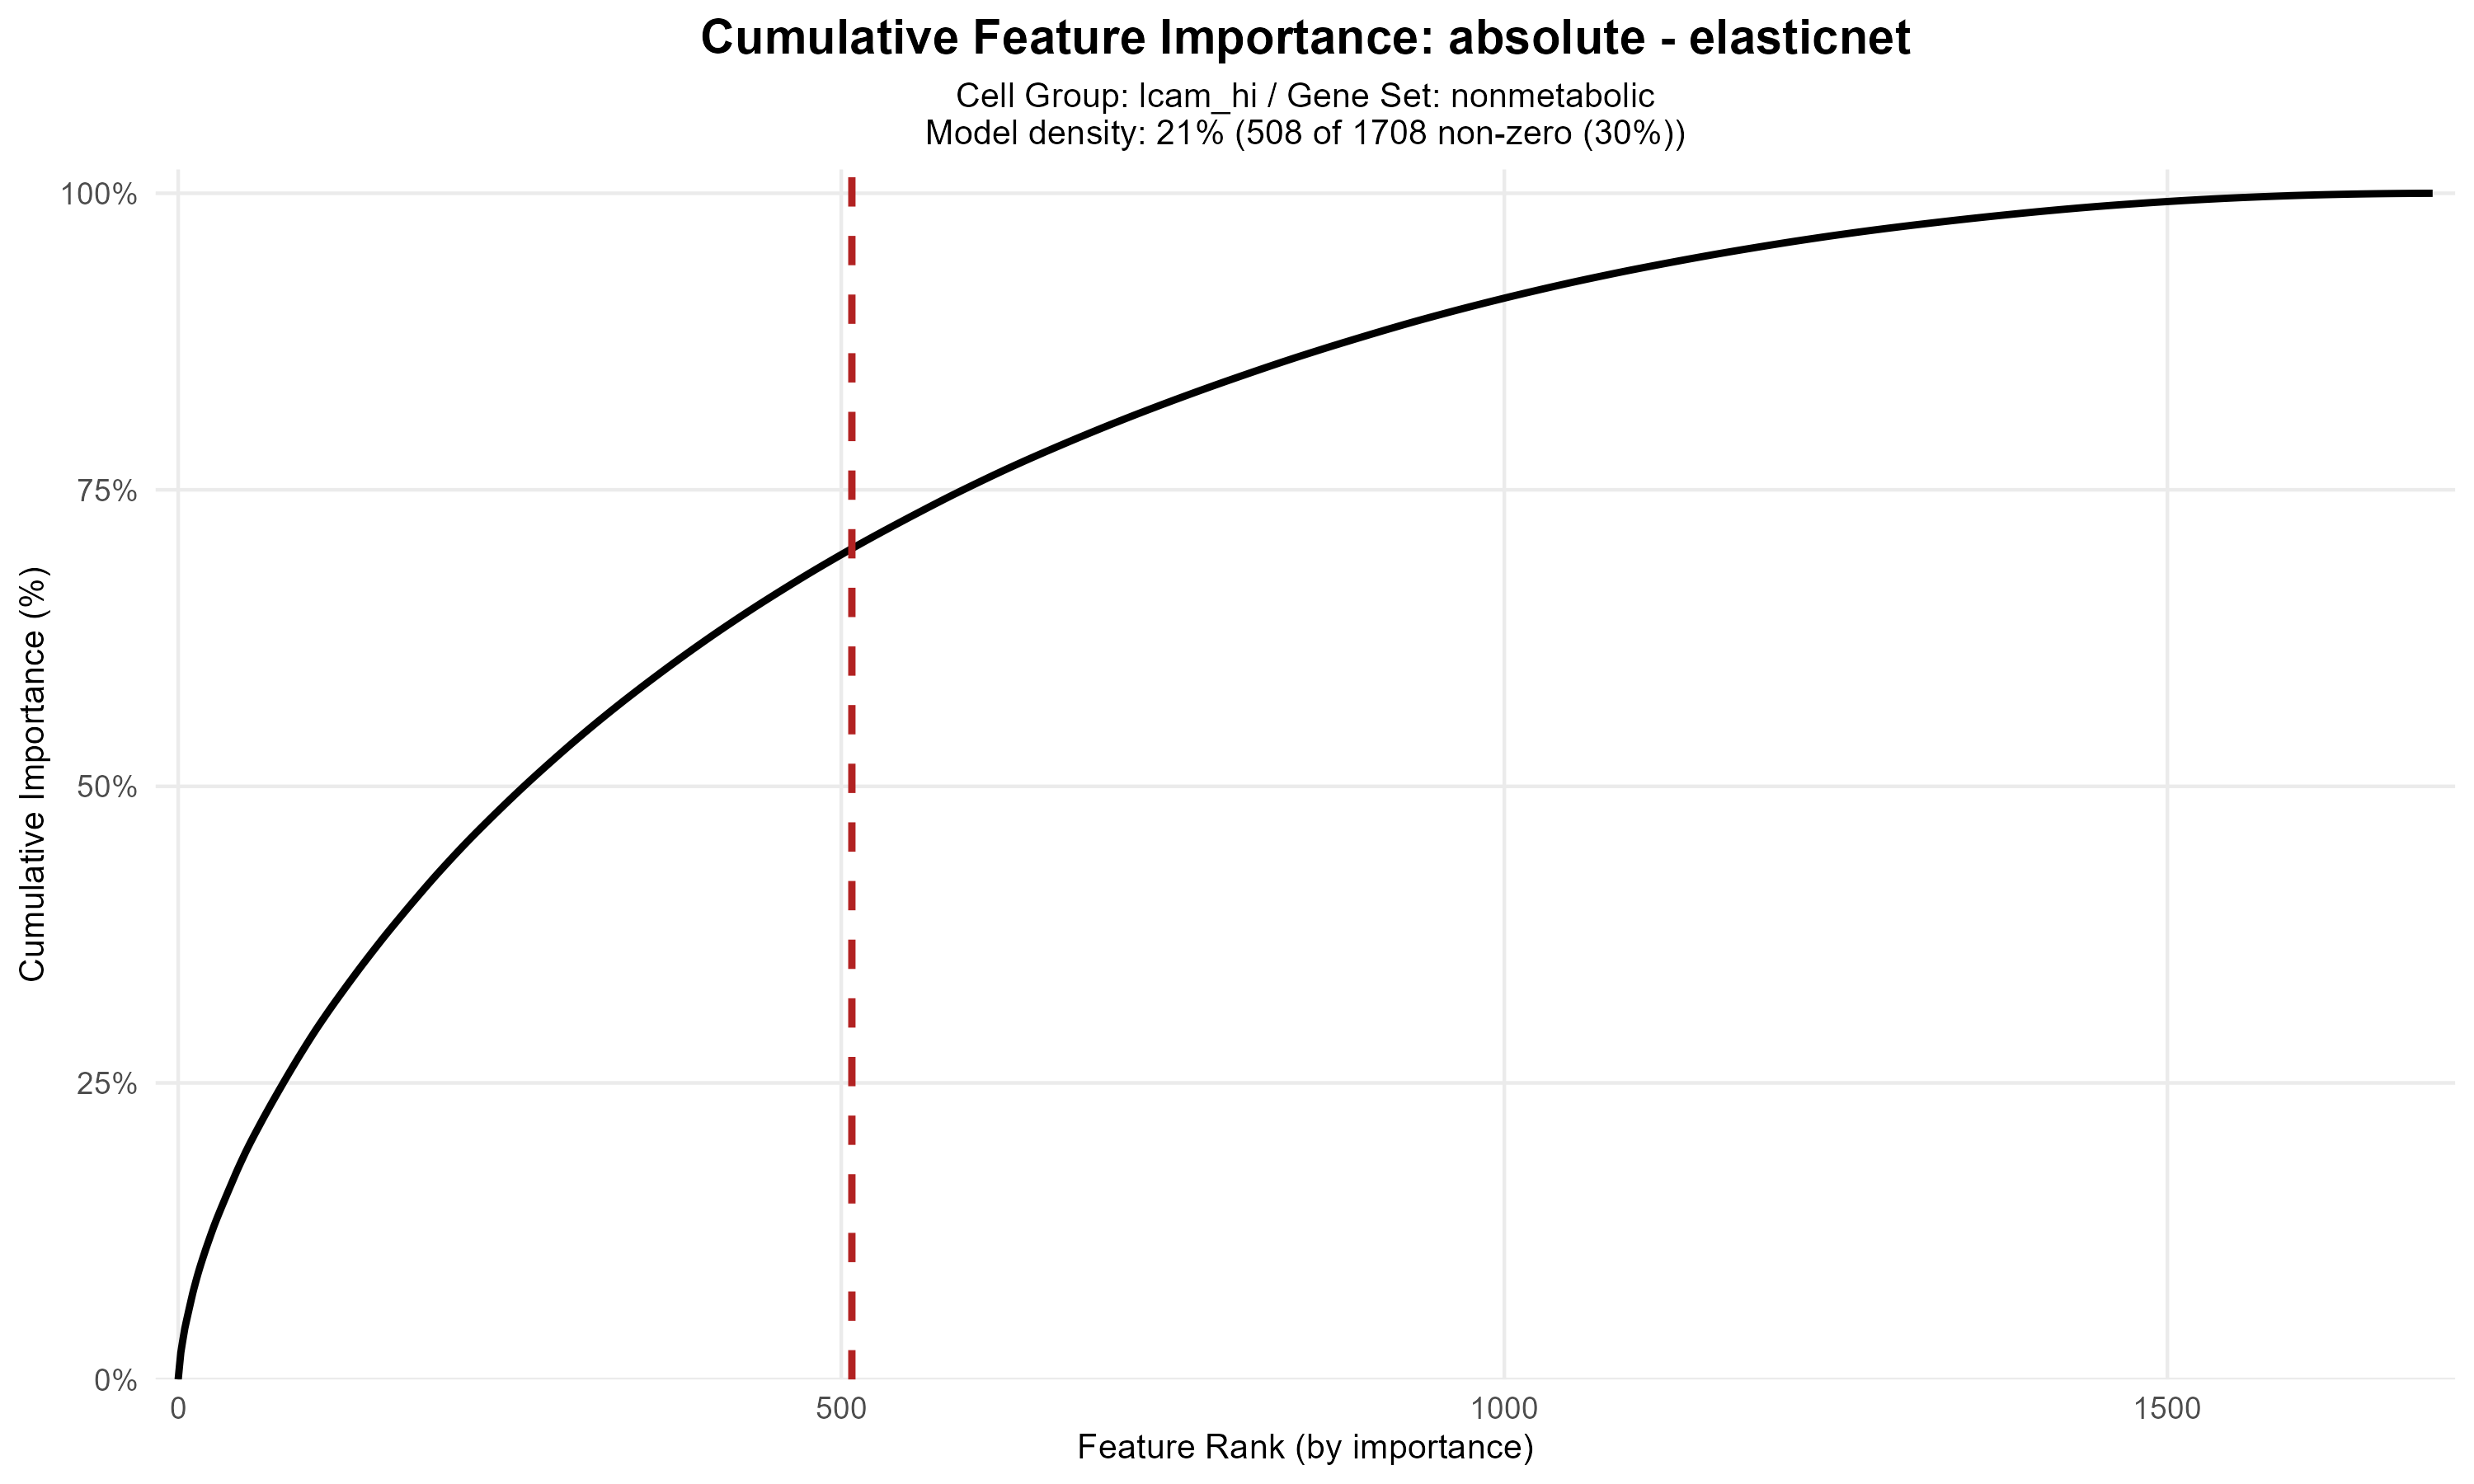 Cumulative Feature Importance: absolute - elasticnet
Cell Group: lcam_hi / Gene Set: nonmetabolic
Model density: 21% (508 of 1708 non-zero (30%))
100%
75%
50%
25%
0%
Cumulative Importance (%)
0
500
1000
1500
Feature Rank (by importance)